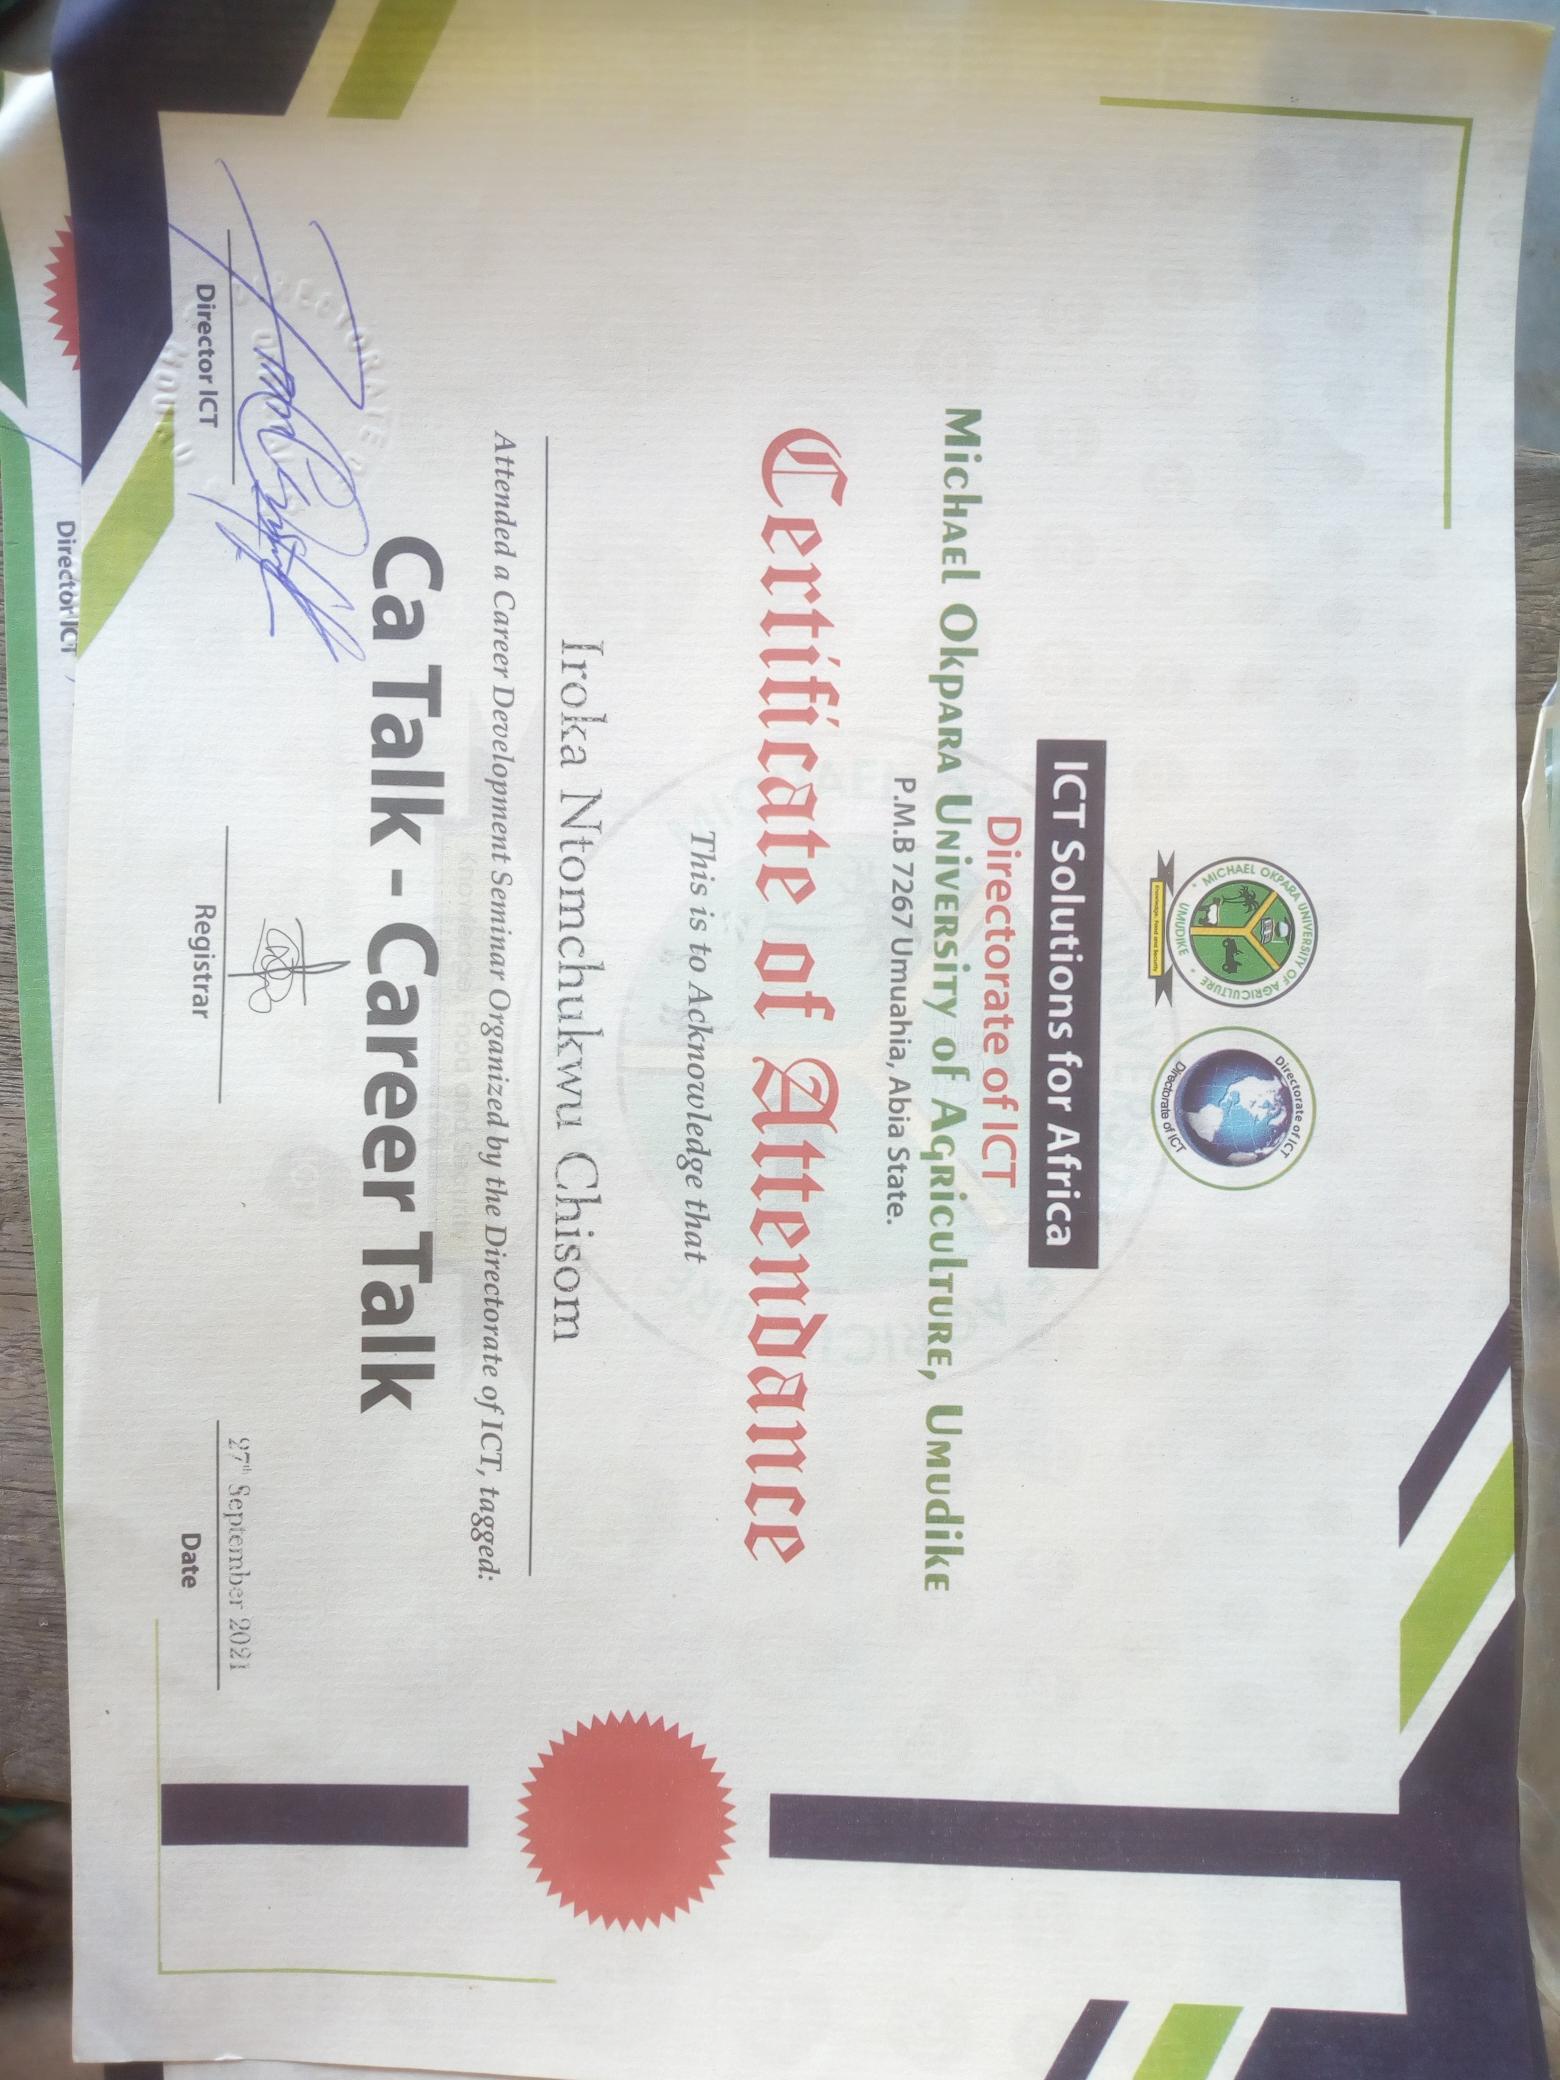 MICHAEL OKPARA UNIVERSITY OF AGRICULTURE
UMUDIKE
Knowledge, Food and Security
Directorate of ICT
Directorate of ICT
ICT Solutions for Africa
Directorate of ICT
Michael Okpara University of Agriculture, Umudike
P.M.B 7267 Umuahia, Abia State.
Certificate of Attendance
This is to Acknowledge that
Iroka Ntomchukwu Chisom
Attended a Career Development Seminar Organized by the Directorate of ICT, tagged:
Ca Talk - Career Talk
27th September 2021
Director ICT
Registrar
Date
Director ICT